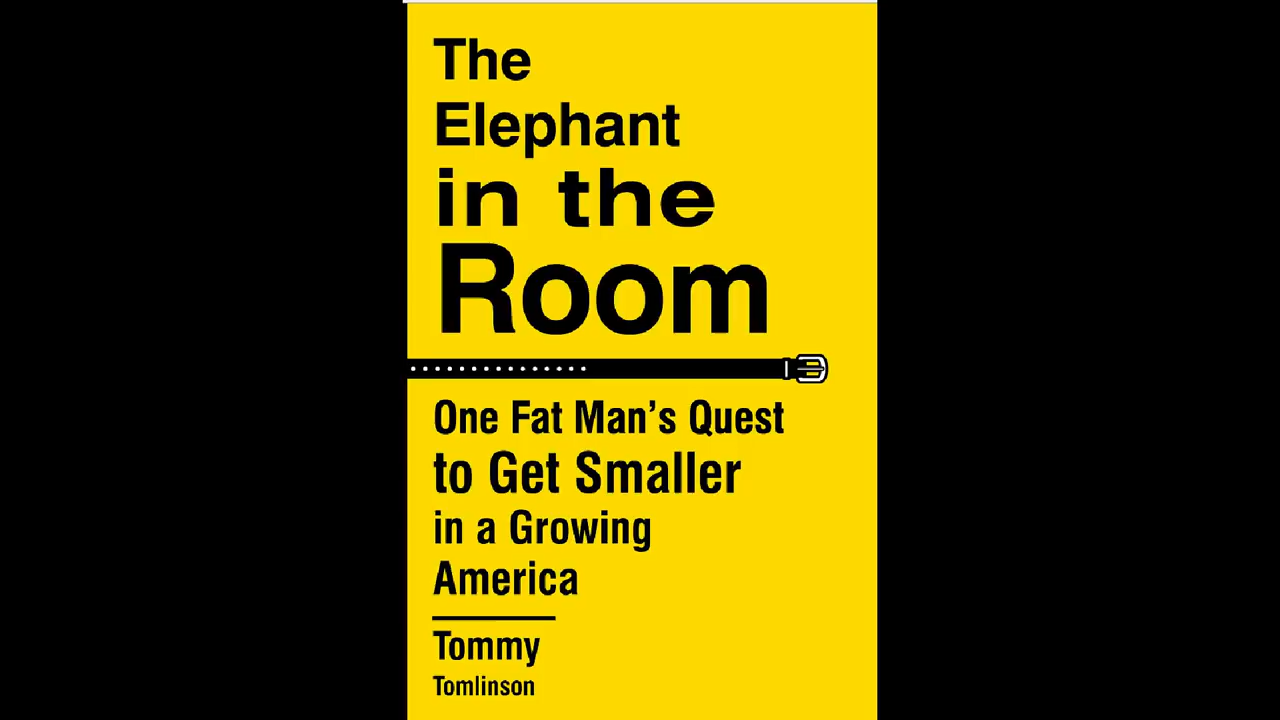 The
Elephant
in the
Room
One Fat Man’s Quest
to Get Smaller
in a Growing
America
Tommy
Tomlinson